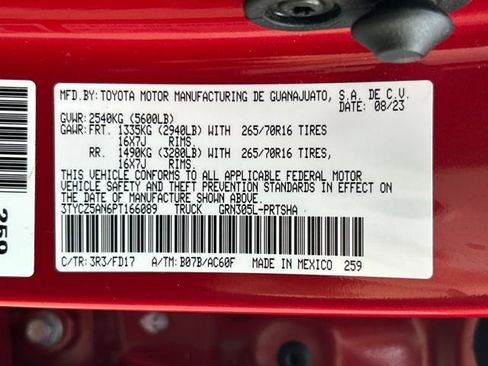 MFD.BY: TOYOTA MOTOR MANUFACTURING DE GUANAJUATO, S.A. DE C.V.
DATE: 08/23
GVWR: 2540KG (5600LB)
GAWR: FRT. 1335KG (2940LB) WITH 265/70R16 TIRES
16X7J RIMS.
RR. 1490KG (3280LB) WITH 265/70R16 TIRES
16X7J RIMS.
THIS VEHICLE CONFORMS TO ALL APPLICABLE FEDERAL MOTOR
VEHICLE SAFETY AND THEFT PREVENTION STANDARDS IN EFFECT ON
THE DATE OF MANUFACTURE SHOWN ABOVE.
3TYCZ5AN6PT166089 TRUCK GRN305L-PRTSHA
C/TR: 3R3/FD17 A/TM: B07B/AC60F MADE IN MEXICO 259
259